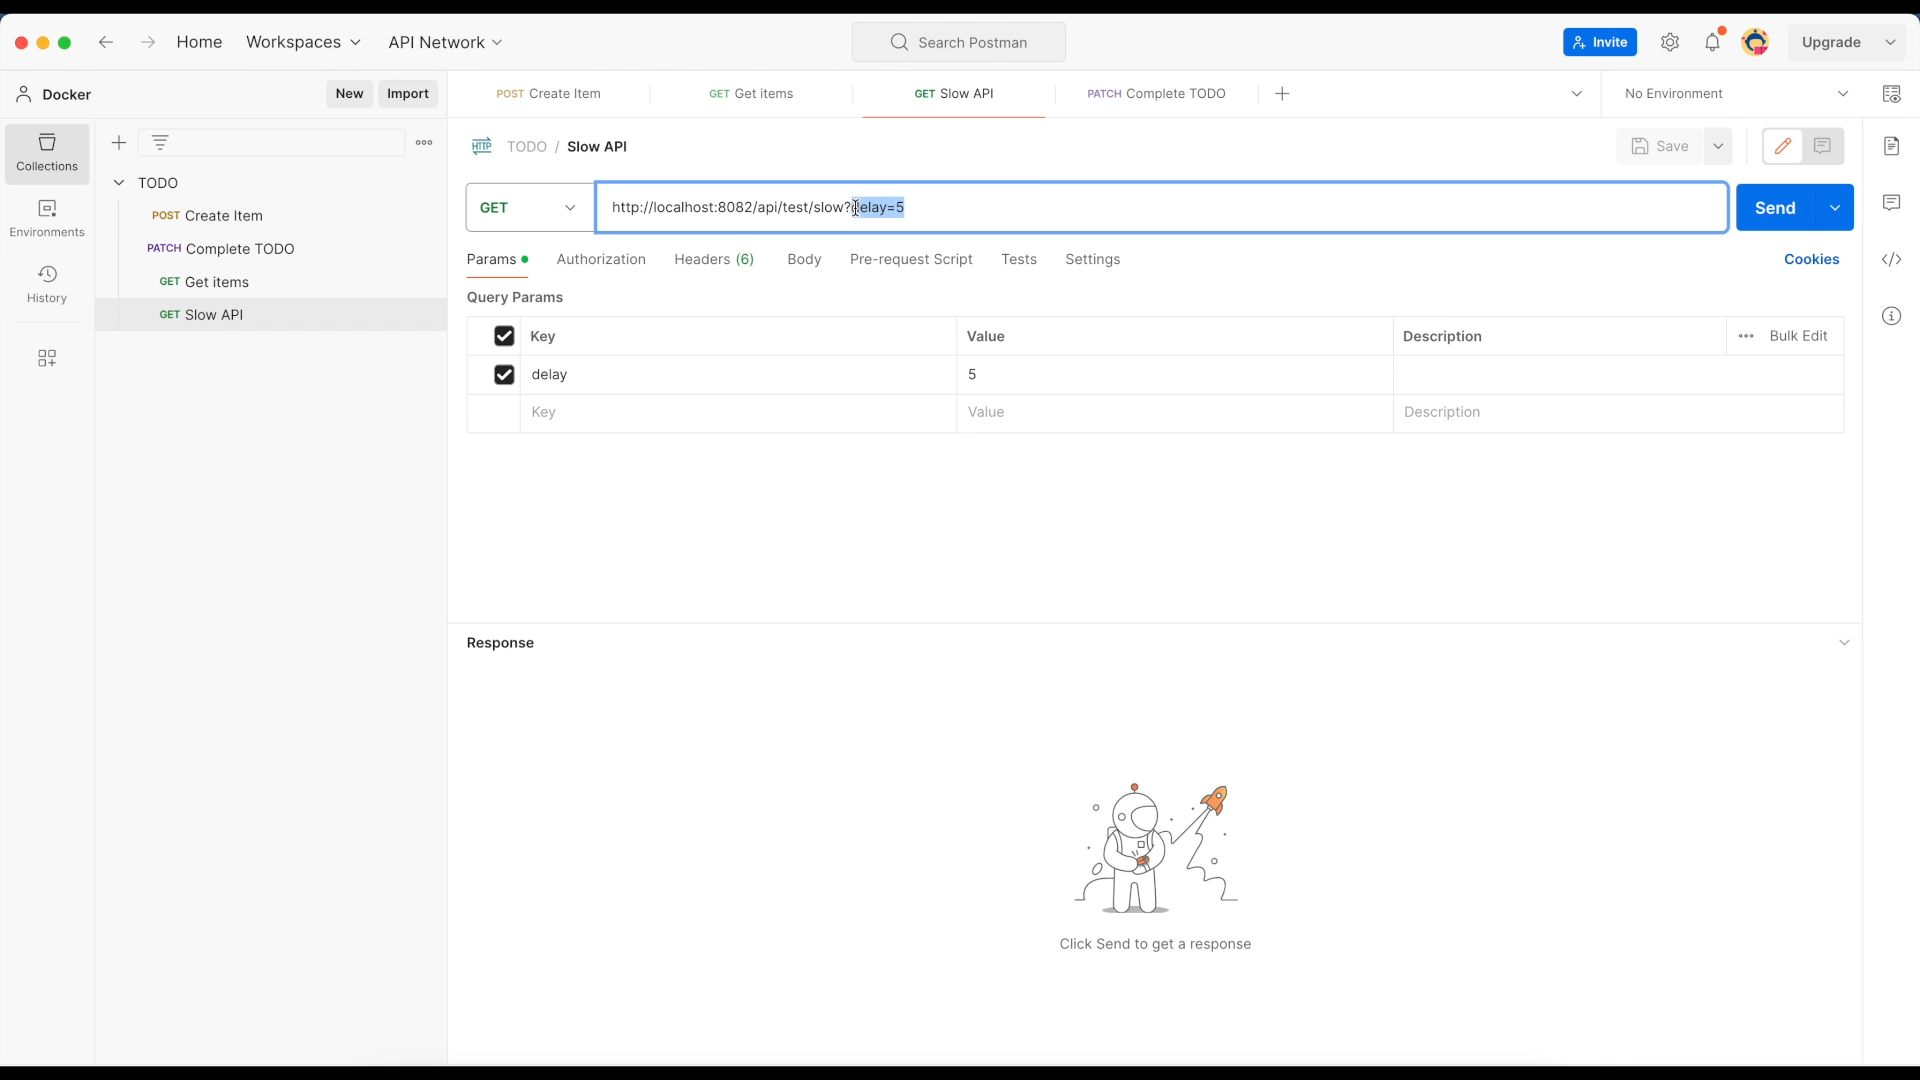 Home Workspaces API Network Search Postman Invite Upgrade
Docker New Import POST Create Item GET Get items GET Slow API PATCH Complete TODO No Environment
Collections
Environments
History
TODO
POST Create Item
PATCH Complete TODO
GET Get items
GET Slow API
HTTP TODO / Slow API Save
GET http://localhost:8082/api/test/slow?delay=5 Send
Params Authorization Headers (6) Body Pre-request Script Tests Settings Cookies
Query Params
Key Value Description Bulk Edit
delay 5
Key Value Description
Response
Click Send to get a response